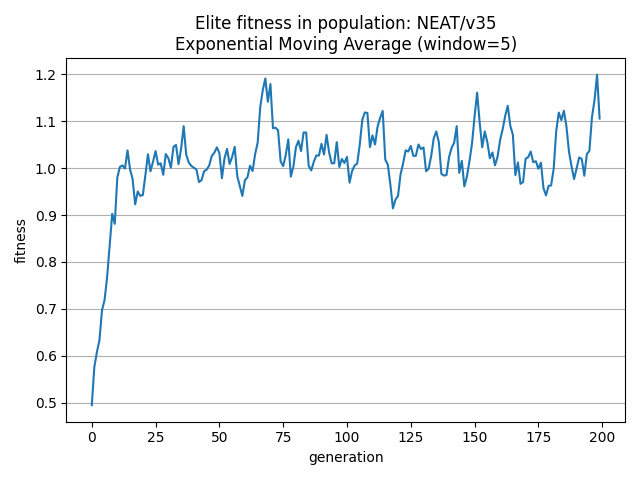 Elite fitness in population: NEAT/v35
Exponential Moving Average (window=5)
1.2
1.1
1.0
0.9
0.8
0.7
0.6
0.5
fitness
0 25 50 75 100 125 150 175 200
generation